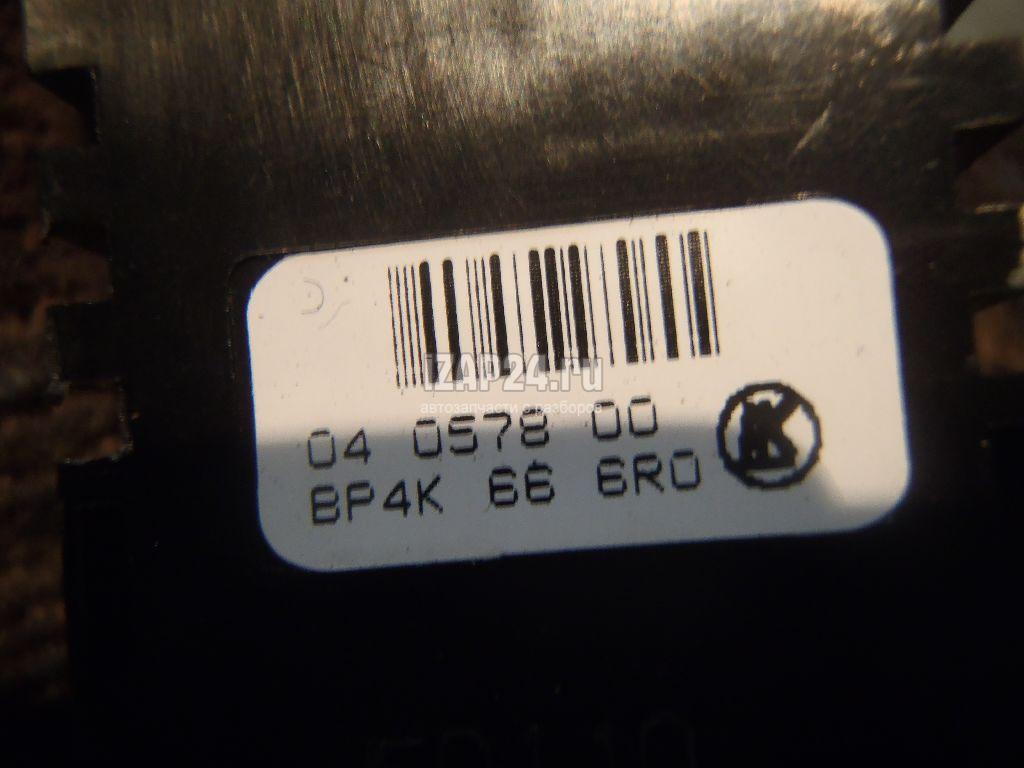 iZAP24.ru
автозапчасти с разборов
04 0578 00
BP4K 66 6R0
K